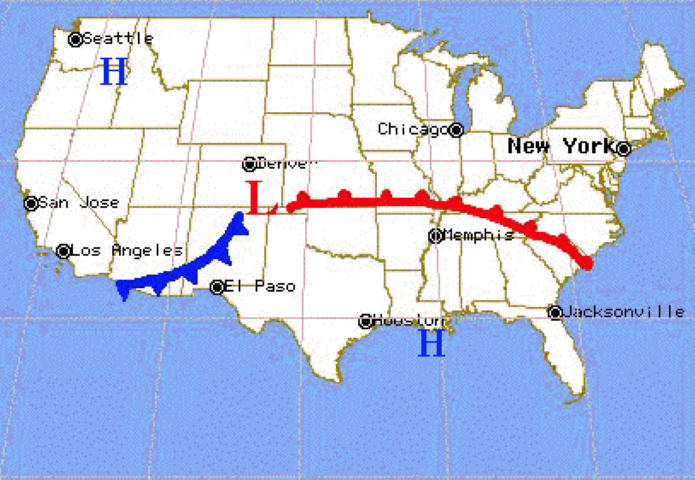 Seattle
H
Chicago
New York
Denver
L
San Jose
Memphis
Los Angeles
El Paso
Jacksonville
Houston
H